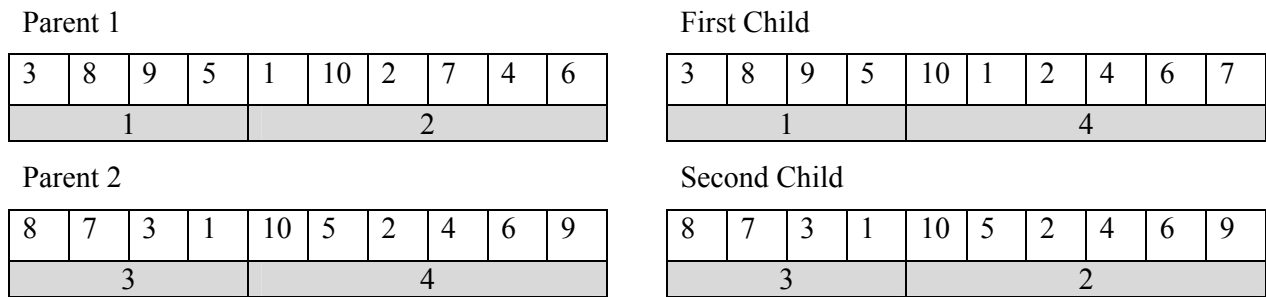 Parent 1
3 8 9 5 1 10 2 7 4 6
1 2
Parent 2
8 7 3 1 10 5 2 4 6 9
3 4
First Child
3 8 9 5 10 1 2 4 6 7
1 4
Second Child
8 7 3 1 10 5 2 4 6 9
3 2